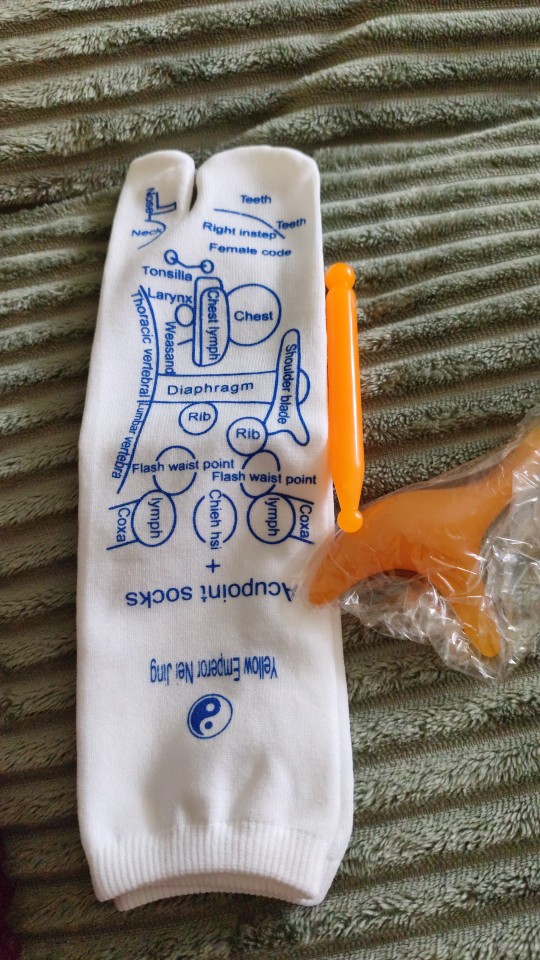 Nose
Neck
Teeth
Teeth
Right instep
Female code
Tonsilla
Larynx
Chest lymph
Chest
Thoracic vertebral
Weasand
Shoulder blade
Diaphragm
Rib
Rib
Lumbar vertebra
Flash waist point
Flash waist point
Coxa
lymph
Chieh hsi
lymph
Coxa
Acupoint socks
Yellow Emperor Nei Jing